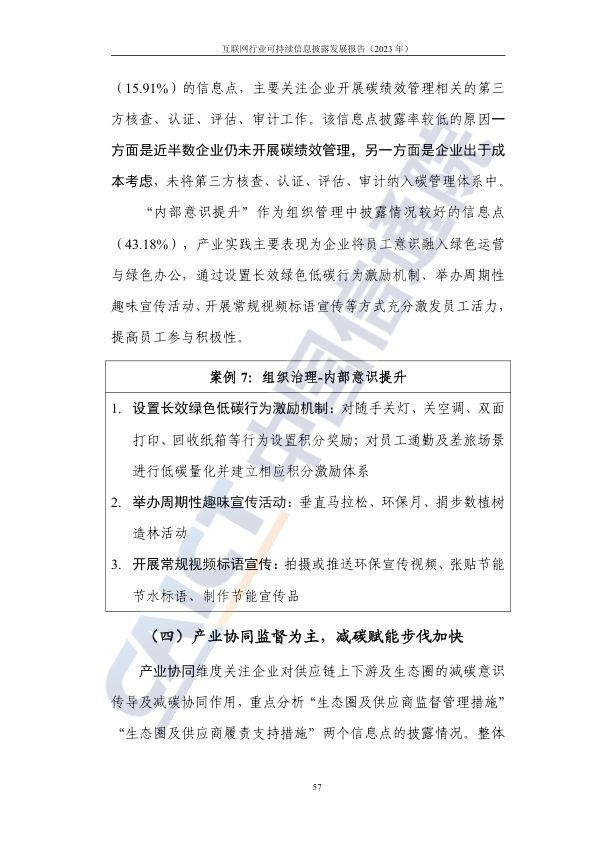 互联网行业可持续信息披露发展报告（2023 年）
（15.91%）的信息点，主要关注企业开展碳绩效管理相关的第三
方核查、认证、评估、审计工作。该信息点披露率较低的原因一
方面是近半数企业仍未开展碳绩效管理，另一方面是企业出于成
本考虑，未将第三方核查、认证、评估、审计纳入碳管理体系中。
“内部意识提升”作为组织管理中披露情况较好的信息点
（43.18%），产业实践主要表现为企业将员工意识融入绿色运营
与绿色办公，通过设置长效绿色低碳行为激励机制、举办周期性
趣味宣传活动、开展常规视频标语宣传等方式充分激发员工活力，
提高员工参与积极性。
案例 7：组织治理-内部意识提升
1. 设置长效绿色低碳行为激励机制：对随手关灯、关空调、双面
打印、回收纸箱等行为设置积分奖励；对员工通勤及差旅场景
进行低碳量化并建立相应积分激励体系
2. 举办周期性趣味宣传活动：垂直马拉松、环保月、捐步数植树
造林活动
3. 开展常规视频标语宣传：拍摄或推送环保宣传视频、张贴节能
节水标语、制作节能宣传品
（四）产业协同监督为主，减碳赋能步伐加快
产业协同维度关注企业对供应链上下游及生态圈的减碳意识
传导及减碳协同作用，重点分析“生态圈及供应商监督管理措施”
“生态圈及供应商履责支持措施”两个信息点的披露情况。整体
57
CAICT 中国信通院